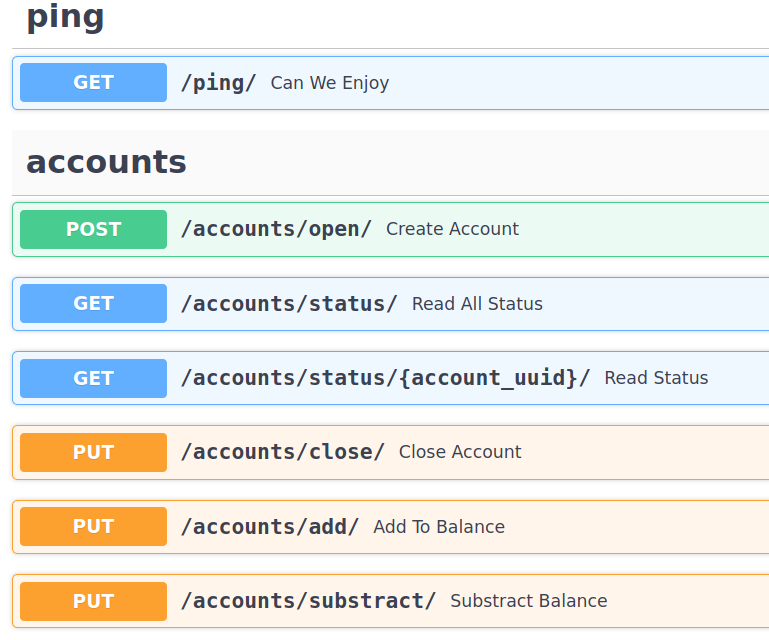 ping
GET /ping/ Can We Enjoy
accounts
POST /accounts/open/ Create Account
GET /accounts/status/ Read All Status
GET /accounts/status/{account_uuid}/ Read Status
PUT /accounts/close/ Close Account
PUT /accounts/add/ Add To Balance
PUT /accounts/substract/ Substract Balance